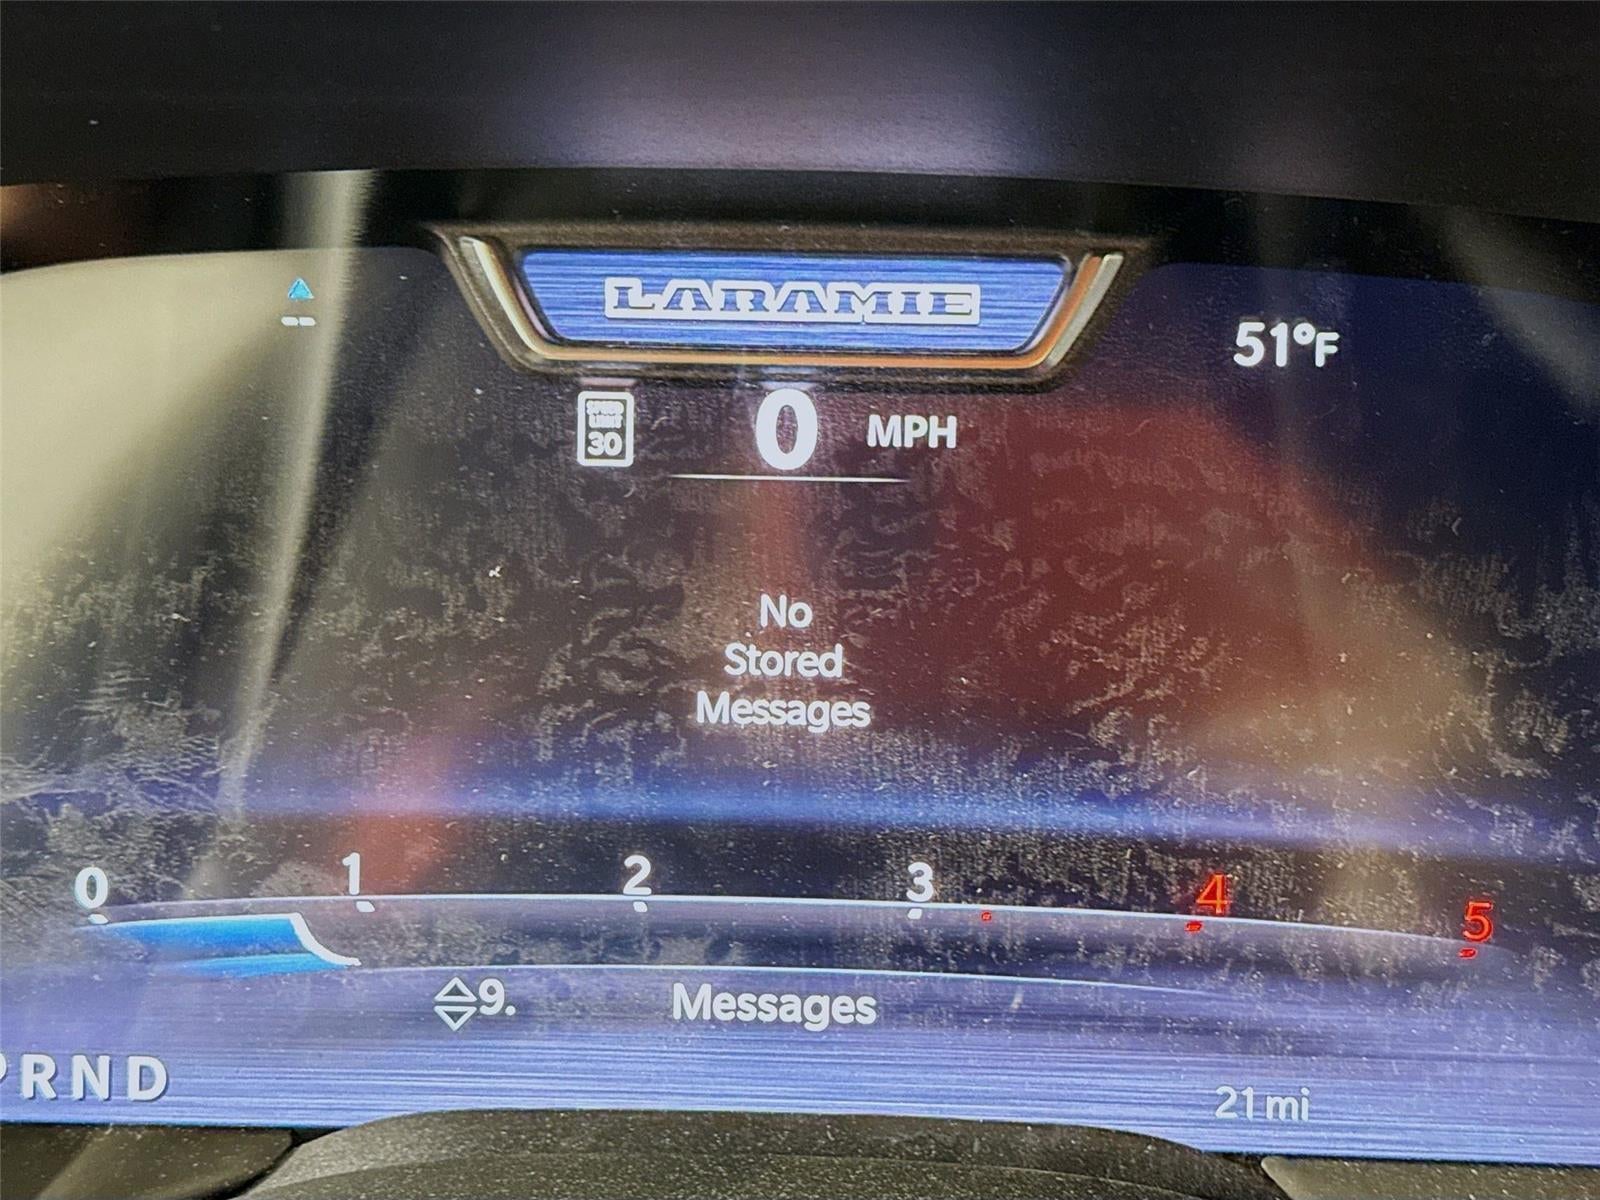 LARAMIE
51°F
SPEED
LIMIT
30
0 MPH
No
Stored
Messages
0 1 2 3 4 5
9. Messages
PRND
21 mi